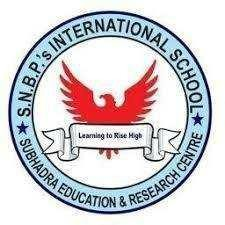 S.N.B.P.'s INTERNATIONAL SCHOOL
Learning to Rise High
SUBHADRA EDUCATION & RESEARCH CENTRE